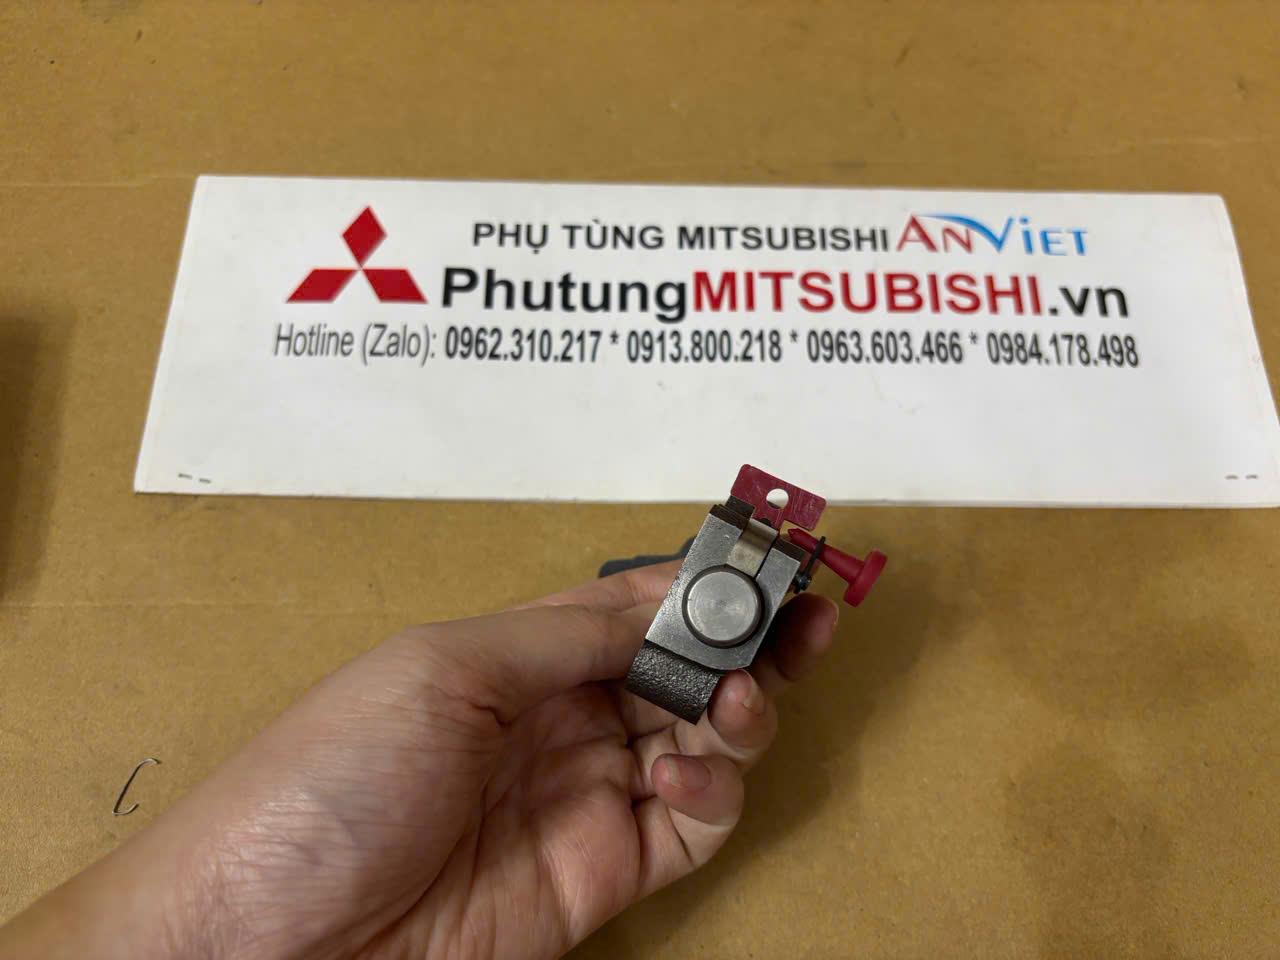 PHỤ TÙNG MITSUBISHI ANViET
PhutungMITSUBISHI.vn
Hotline (Zalo): 0962.310.217 * 0913.800.218 * 0963.603.466 * 0984.178.498